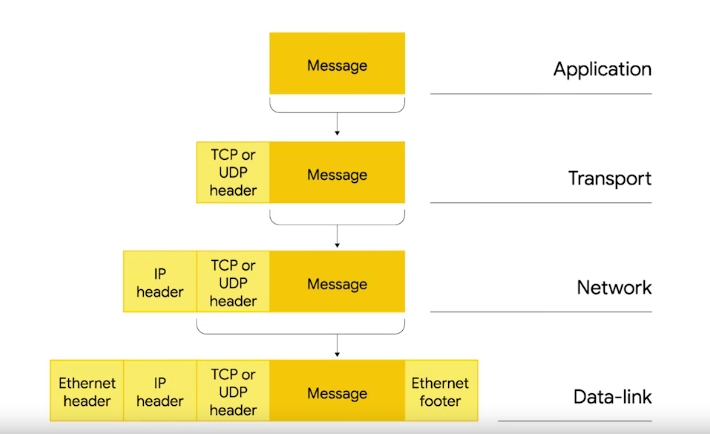 Message
Application
TCP or
UDP
header
Message
Transport
IP
header
TCP or
UDP
header
Message
Network
Ethernet
header
IP
header
TCP or
UDP
header
Message
Ethernet
footer
Data-link